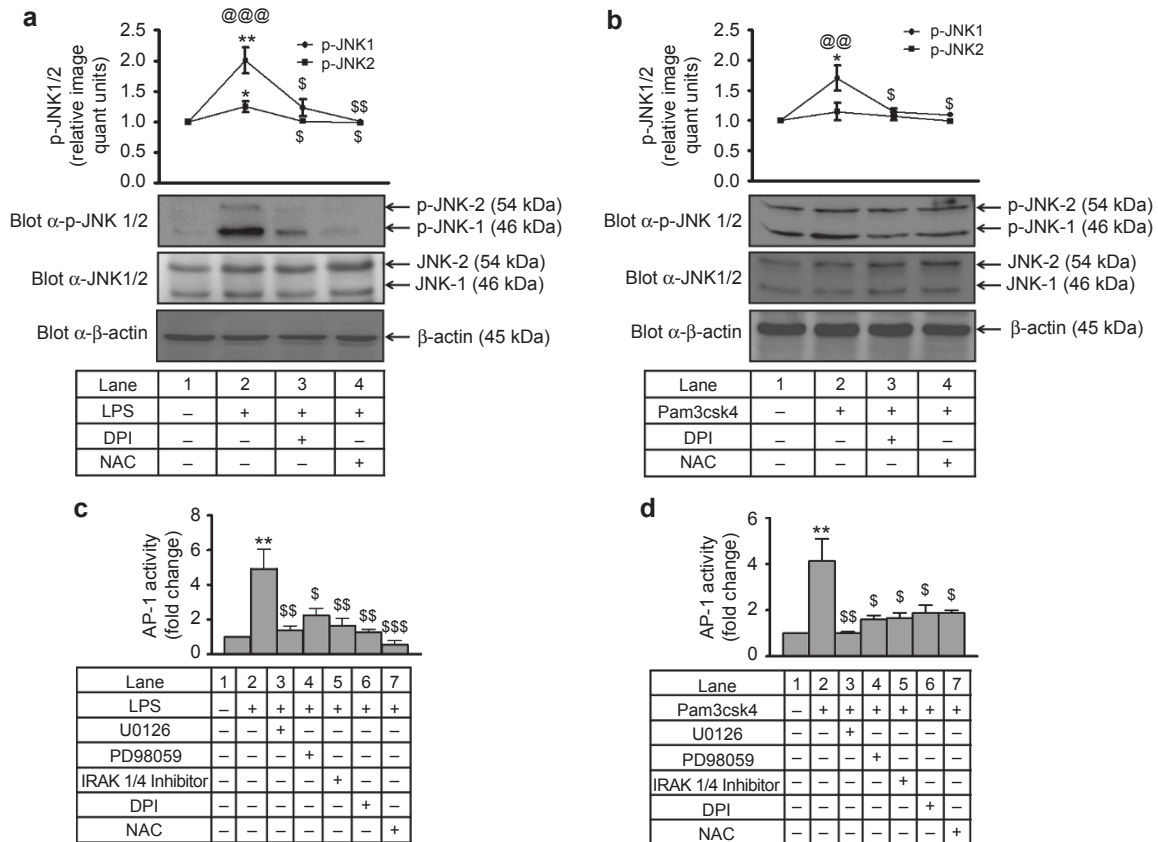 a
@@@
**
p-JNK1
p-JNK2
*
$
$$
$
$
2.5
2.0
1.5
1.0
0.5
0.0
p-JNK1/2
(relative image
quant units)
Blot α-p-JNK 1/2
p-JNK-2 (54 kDa)
p-JNK-1 (46 kDa)
Blot α-JNK1/2
JNK-2 (54 kDa)
JNK-1 (46 kDa)
Blot α-β-actin
β-actin (45 kDa)
Lane 1 2 3 4
LPS – + + +
DPI – – + –
NAC – – – +
b
@@
*
p-JNK1
p-JNK2
$
$
2.5
2.0
1.5
1.0
0.5
0.0
p-JNK1/2
(relative image
quant units)
Blot α-p-JNK 1/2
p-JNK-2 (54 kDa)
p-JNK-1 (46 kDa)
Blot α-JNK1/2
JNK-2 (54 kDa)
JNK-1 (46 kDa)
Blot α-β-actin
β-actin (45 kDa)
Lane 1 2 3 4
Pam3csk4 – + + +
DPI – – + –
NAC – – – +
c
AP-1 activity
(fold change)
8
6
4
2
0
**
$$
$
$$
$$
$$$
Lane 1 2 3 4 5 6 7
LPS – + + + + + +
U0126 – – + – – – –
PD98059 – – – + – – –
IRAK 1/4 Inhibitor – – – – + – –
DPI – – – – – + –
NAC – – – – – – +
d
AP-1 activity
(fold change)
6
4
2
0
**
$$
$
$
$
$
Lane 1 2 3 4 5 6 7
Pam3csk4 – + + + + + +
U0126 – – + – – – –
PD98059 – – – + – – –
IRAK 1/4 Inhibitor – – – – + – –
DPI – – – – – + –
NAC – – – – – – +